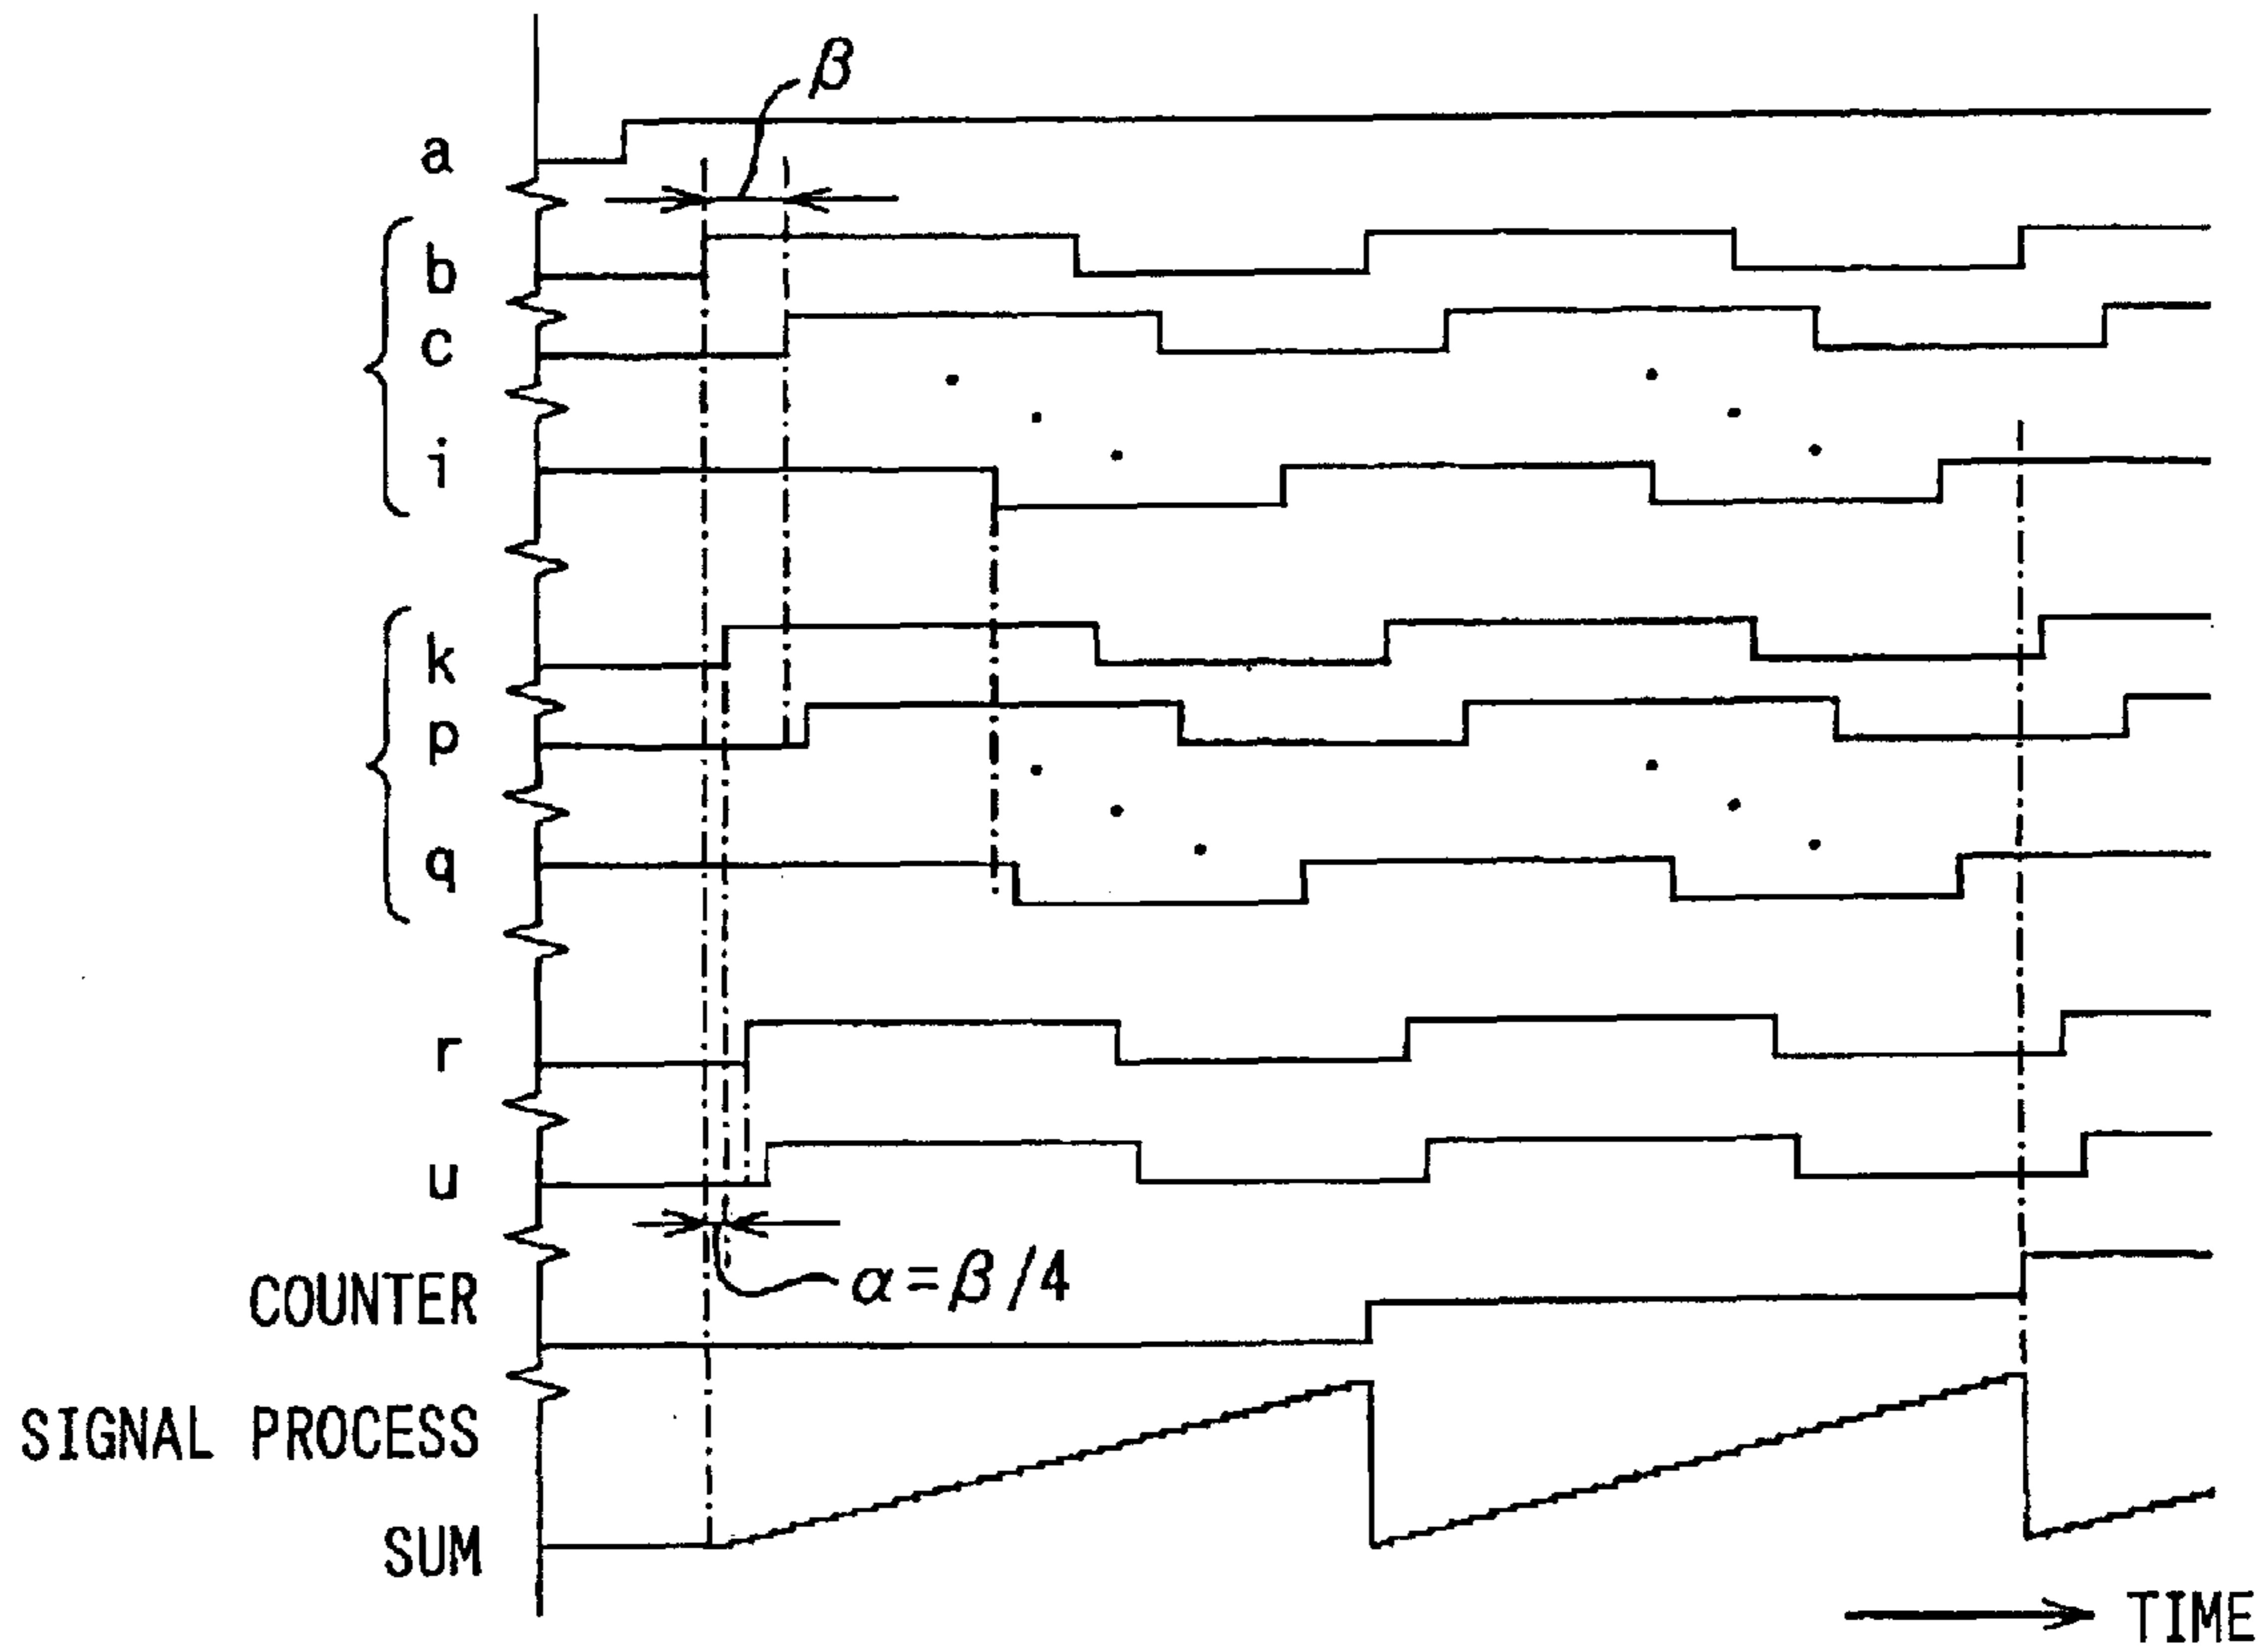 β
a
b
c
i
k
p
q
r
u
α=β/4
COUNTER
SIGNAL PROCESS
SUM
TIME